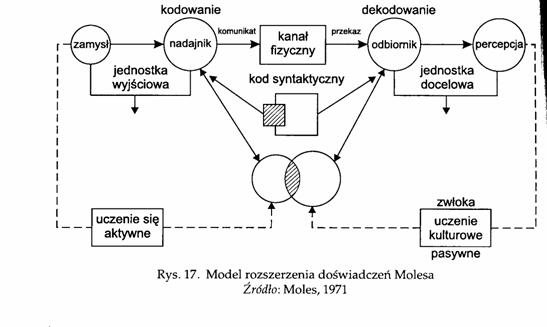 kodowanie
dekodowanie
zamysł
nadajnik
komunikat
kanał
fizyczny
przekaz
odbiornik
percepcja
jednostka
wyjściowa
kod syntaktyczny
jednostka
docelowa
uczenie się
aktywne
zwłoka
uczenie
kulturowe
pasywne
Rys. 17. Model rozszerzenia doświadczeń Molesa
Źródło: Moles, 1971